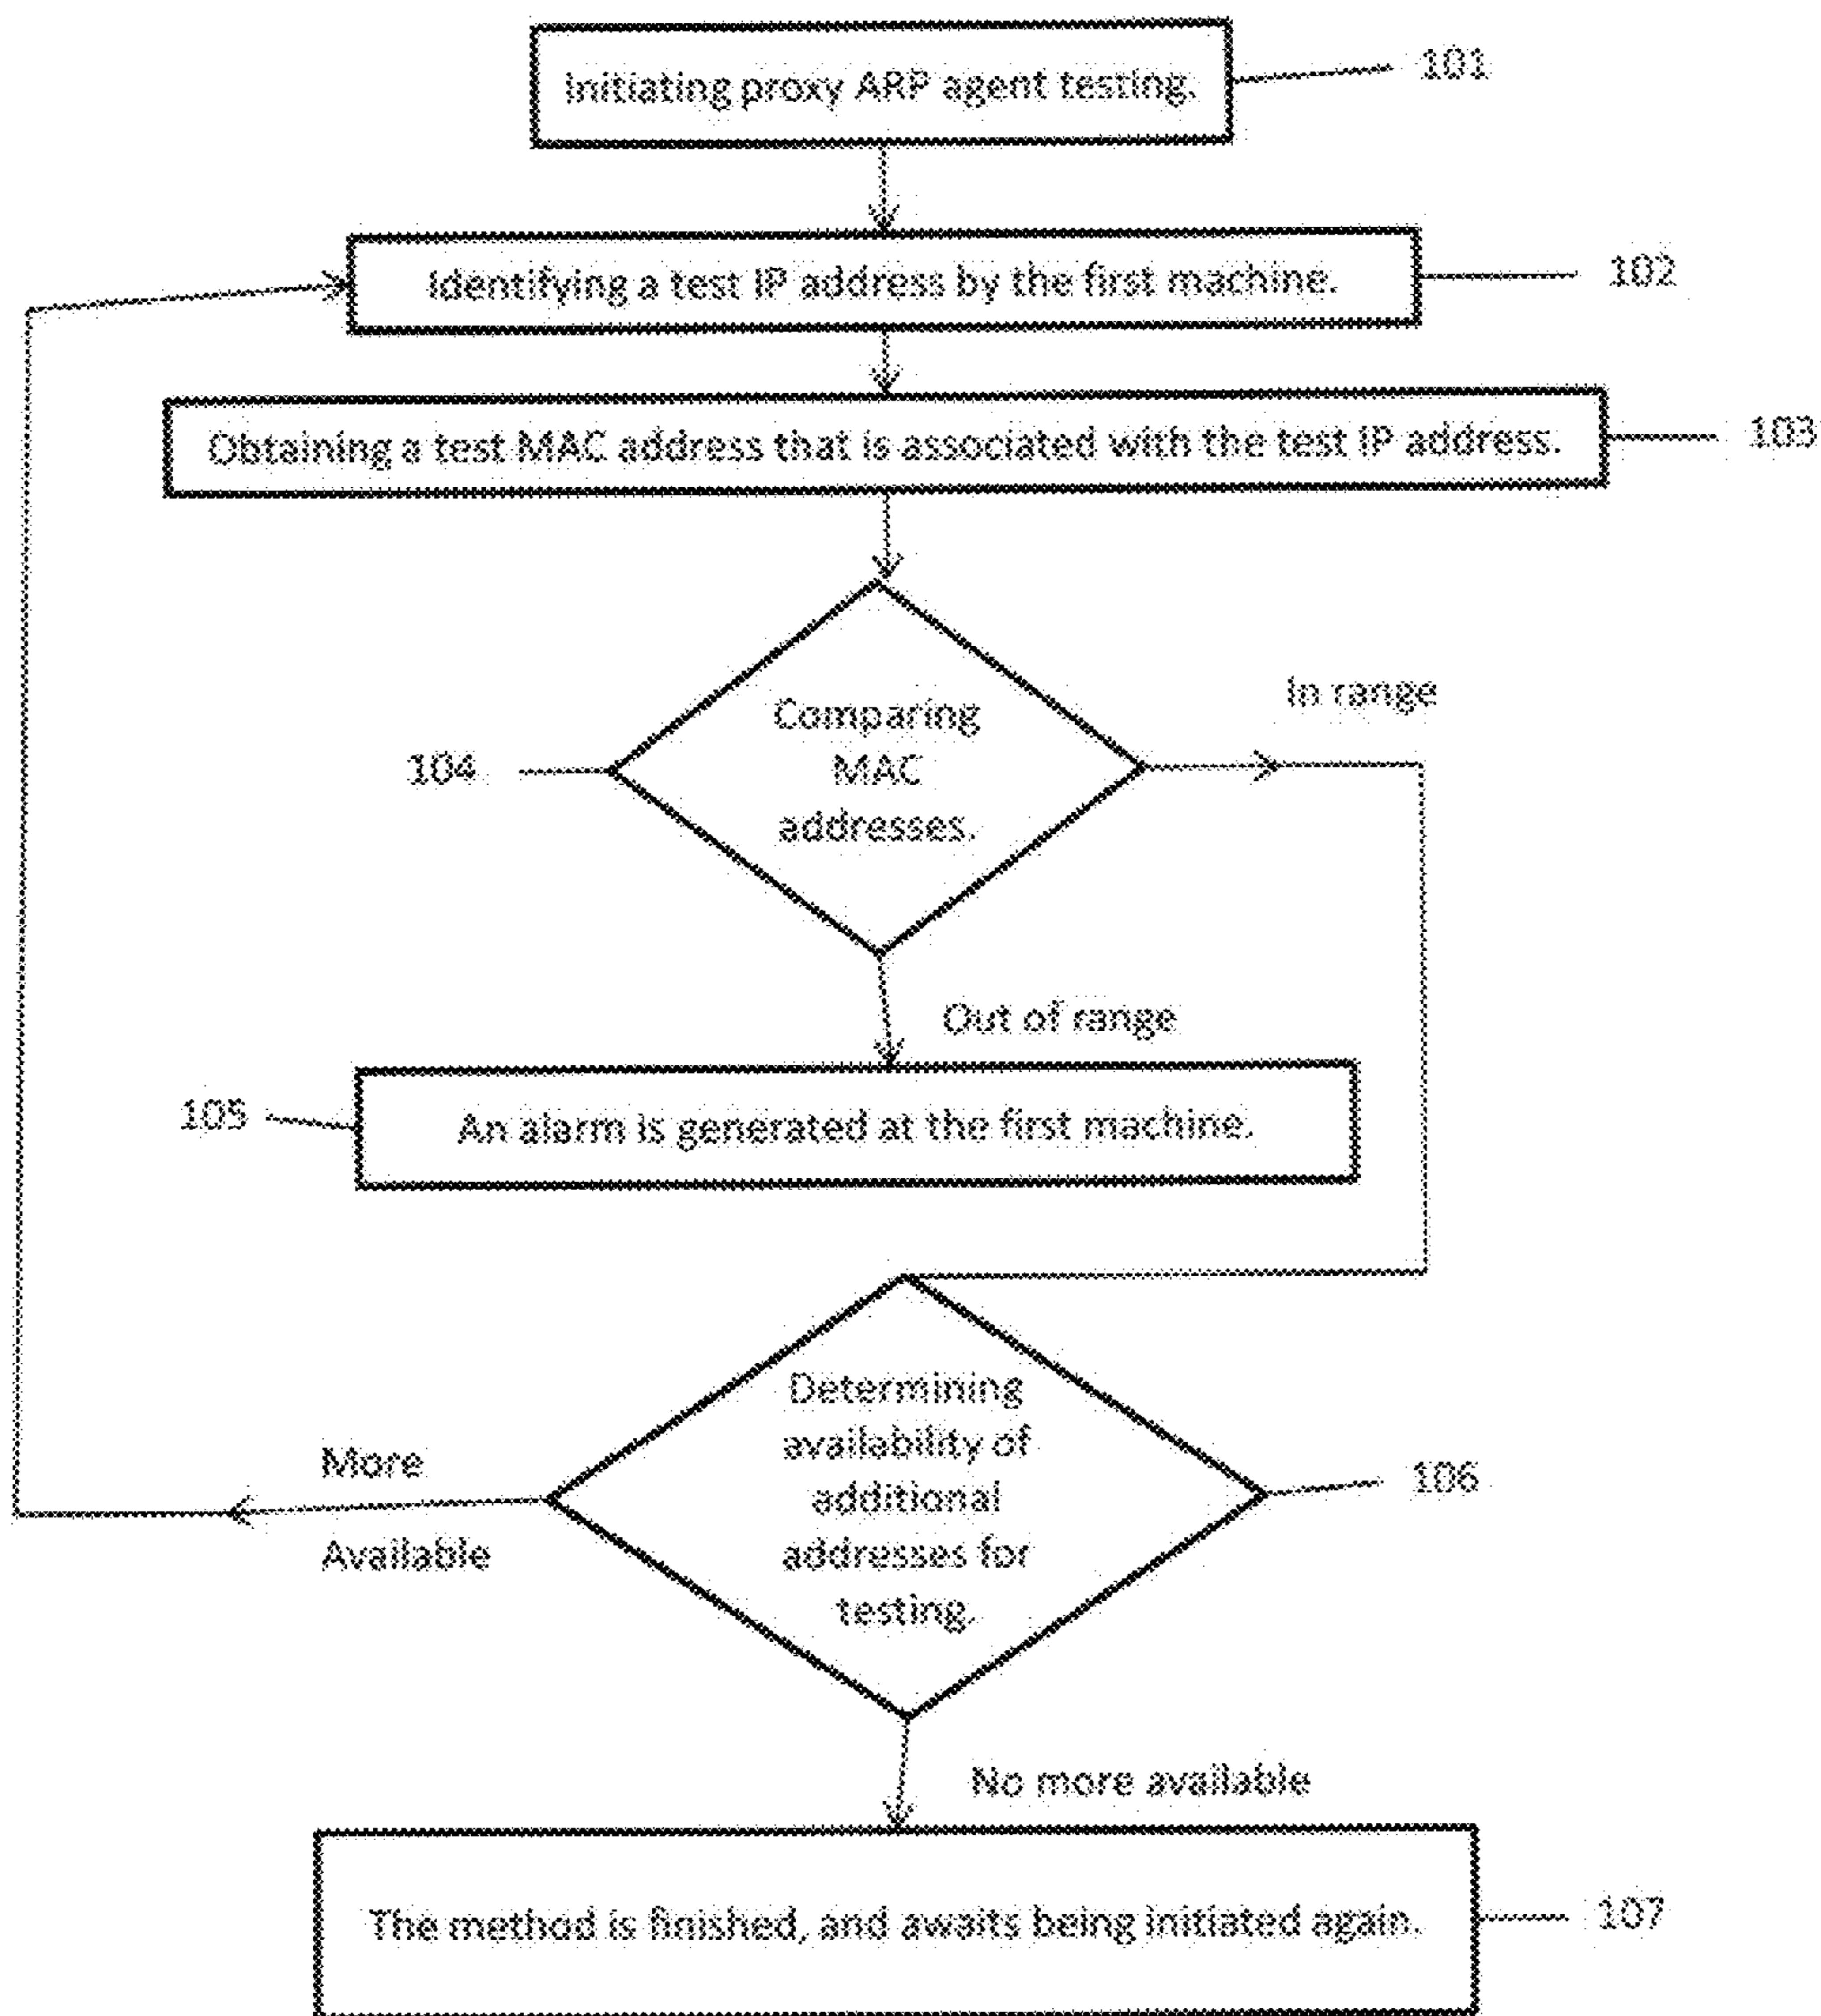 Initiating proxy ARP agent testing.
101
Identifying a test IP address by the first machine.
102
Obtaining a test MAC address that is associated with the test IP address.
103
Comparing
MAC
addresses.
104
In range
Out of range
105
An alarm is generated at the first machine.
Determining
availability of
additional
addresses for
testing.
106
More
Available
No more available
The method is finished, and awaits being initiated again.
107